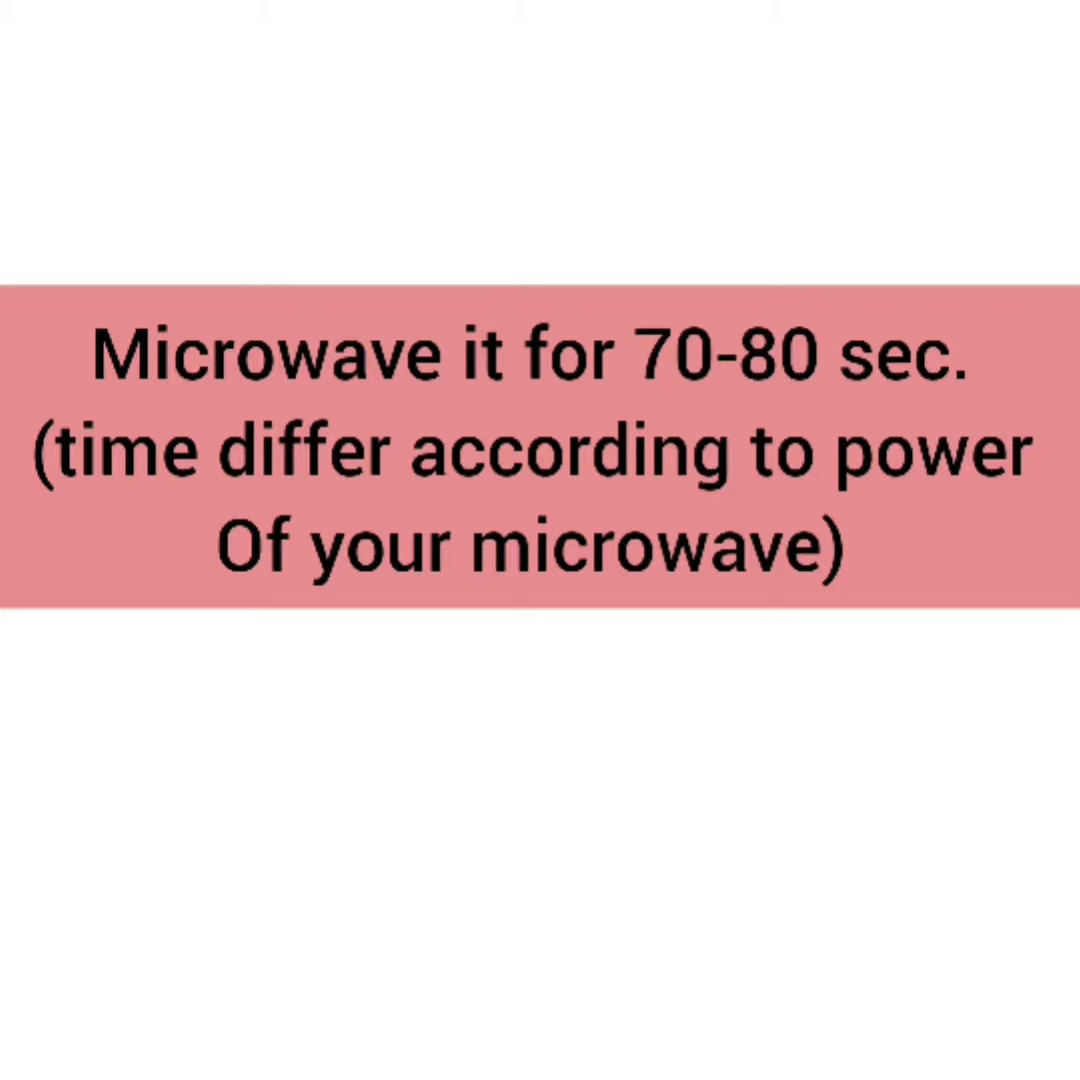 Microwave it for 70-80 sec.
(time differ according to power
Of your microwave)